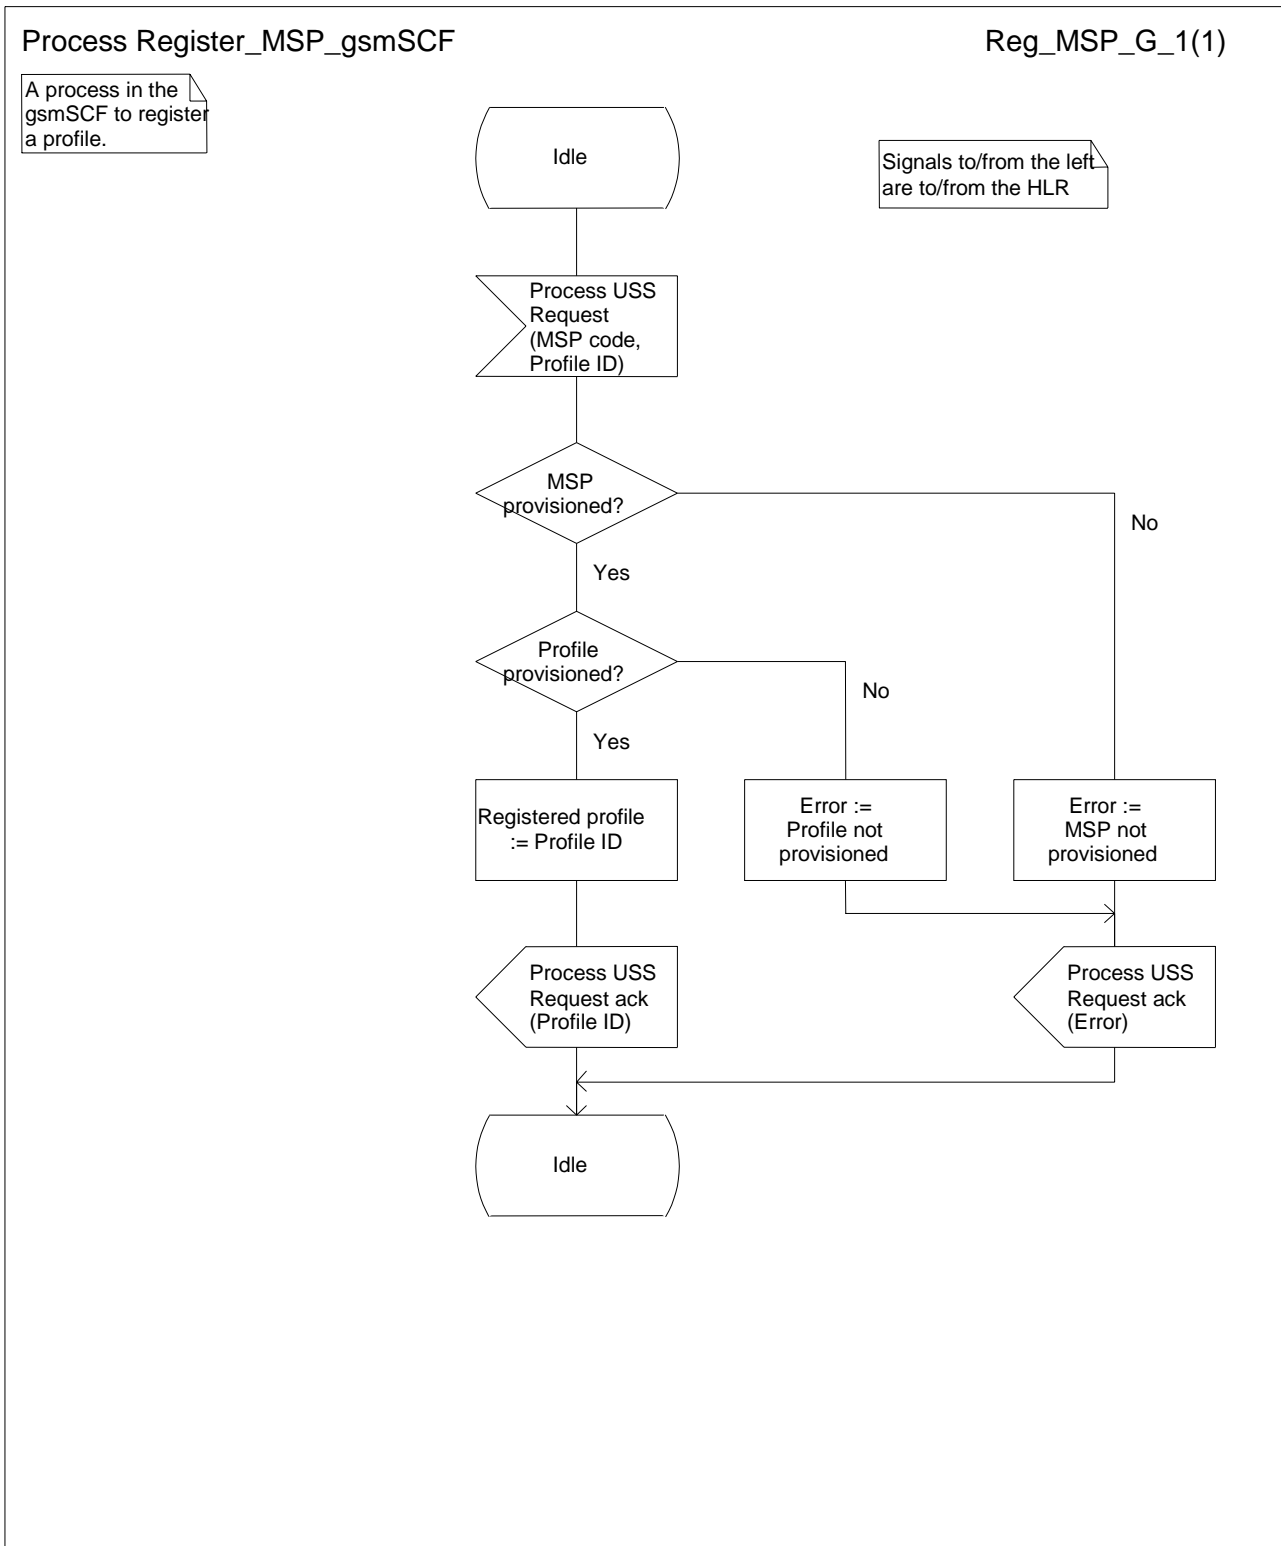 Process Register_MSP_gsmSCF
Reg_MSP_G_1(1)
A process in the
gsmSCF to register
a profile.
Idle
Signals to/from the left
are to/from the HLR
Process USS
Request
(MSP code,
Profile ID)
MSP
provisioned?
No
Yes
Profile
provisioned?
No
Yes
Registered profile
:= Profile ID
Error :=
Profile not
provisioned
Error :=
MSP not
provisioned
Process USS
Request ack
(Profile ID)
Process USS
Request ack
(Error)
Idle